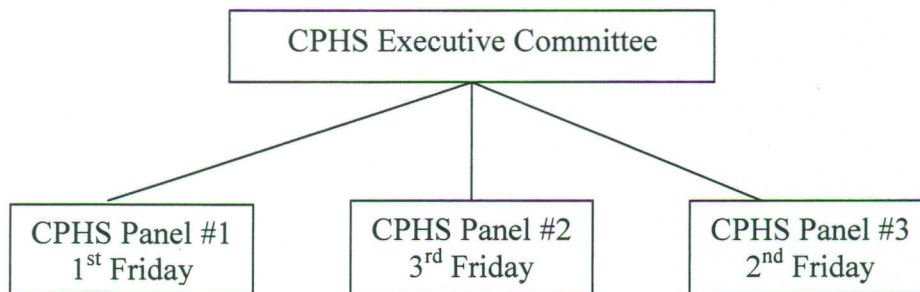 CPHS Executive Committee
CPHS Panel #1
1st Friday
CPHS Panel #2
3rd Friday
CPHS Panel #3
2nd Friday